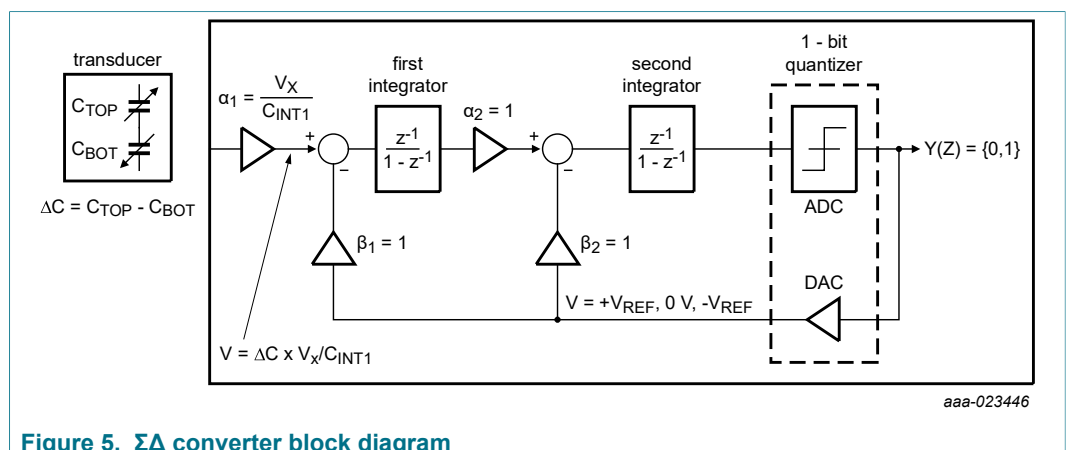 transducer
C_TOP
C_BOT
ΔC = C_TOP - C_BOT
α1 = V_X / C_INT1
first
integrator
z^-1
1 - z^-1
α2 = 1
second
integrator
z^-1
1 - z^-1
1 - bit
quantizer
ADC
Y(Z) = {0,1}
β1 = 1
β2 = 1
DAC
V = +V_REF, 0 V, -V_REF
V = ΔC x V_x/C_INT1
aaa-023446
Figure 5. ΣΔ converter block diagram